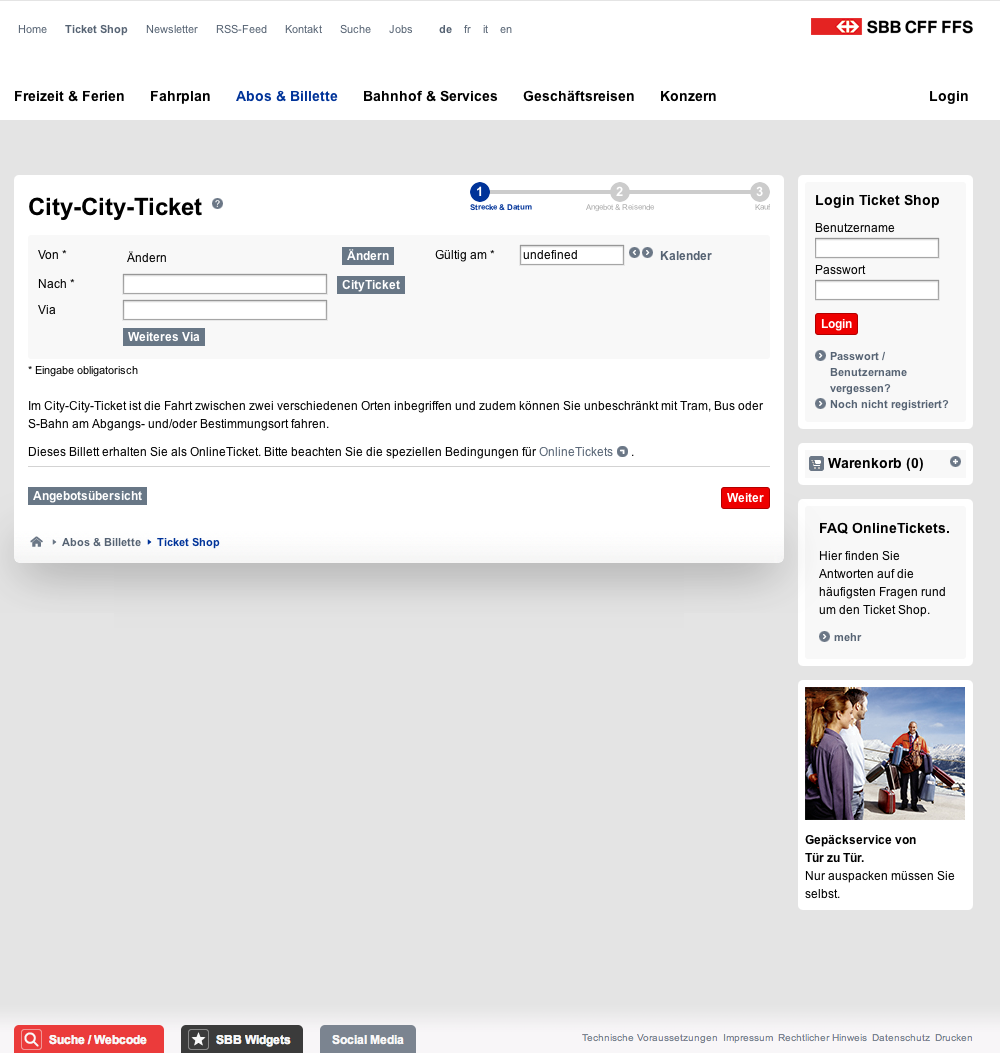 Home Ticket Shop Newsletter RSS-Feed Kontakt Suche Jobs de fr it en
SBB CFF FFS
Freizeit & Ferien Fahrplan Abos & Billette Bahnhof & Services Geschäftsreisen Konzern Login
City-City-Ticket ?
1 2 3
Strecke & Datum Angebot & Reisende Kauf
Von * Ändern Ändern Gültig am * undefined Kalender
Nach * CityTicket
Via
Weiteres Via
* Eingabe obligatorisch
Im City-City-Ticket ist die Fahrt zwischen zwei verschiedenen Orten inbegriffen und zudem können Sie unbeschränkt mit Tram, Bus oder
S-Bahn am Abgangs- und/oder Bestimmungsort fahren.
Dieses Billett erhalten Sie als OnlineTicket. Bitte beachten Sie die speziellen Bedingungen für OnlineTickets .
Angebotsübersicht Weiter
Abos & Billette Ticket Shop
Login Ticket Shop
Benutzername
Passwort
Login
Passwort /
Benutzername
vergessen?
Noch nicht registriert?
Warenkorb (0)
FAQ OnlineTickets.
Hier finden Sie
Antworten auf die
häufigsten Fragen rund
um den Ticket Shop.
mehr
Gepäckservice von
Tür zu Tür.
Nur auspacken müssen Sie
selbst.
Suche / Webcode SBB Widgets Social Media
Technische Voraussetzungen Impressum Rechtlicher Hinweis Datenschutz Drucken